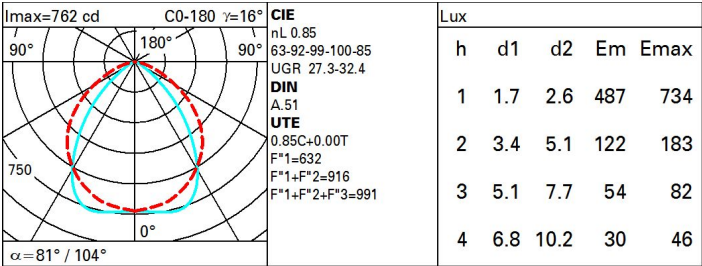 Imax=762 cd C0-180 γ=16°
90° 180° 90°
750
0°
α=81° / 104°
CIE
nL 0.85
63-92-99-100-85
UGR 27.3-32.4
DIN
A.51
UTE
0.85C+0.00T
F"1=632
F"1+F"2=916
F"1+F"2+F"3=991
Lux
h d1 d2 Em Emax
1 1.7 2.6 487 734
2 3.4 5.1 122 183
3 5.1 7.7 54 82
4 6.8 10.2 30 46